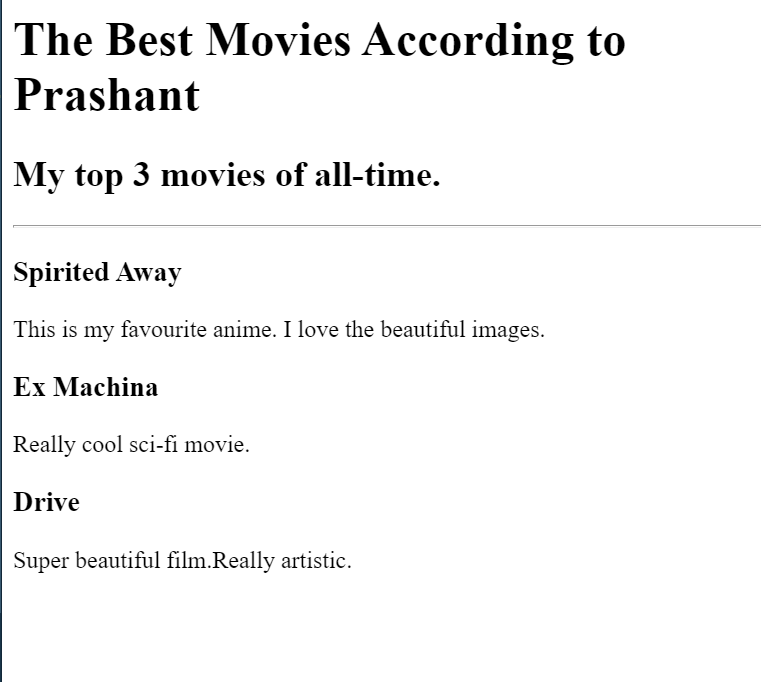 The Best Movies According to
Prashant
My top 3 movies of all-time.
Spirited Away
This is my favourite anime. I love the beautiful images.
Ex Machina
Really cool sci-fi movie.
Drive
Super beautiful film.Really artistic.